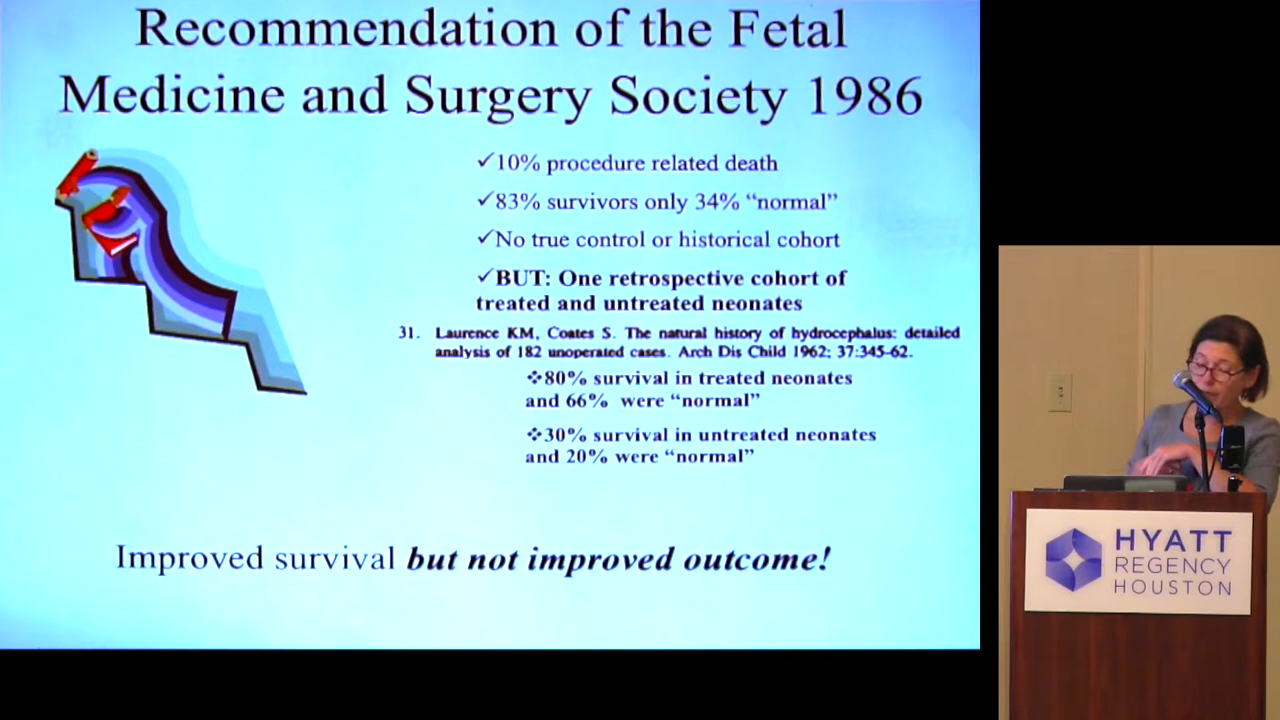 Recommendation of the Fetal
Medicine and Surgery Society 1986
✓10% procedure related death
✓83% survivors only 34% “normal”
✓No true control or historical cohort
✓BUT: One retrospective cohort of
treated and untreated neonates
31. Laurence KM, Coates S. The natural history of hydrocephalus: detailed
analysis of 182 unoperated cases. Arch Dis Child 1962; 37:345-62.
❖80% survival in treated neonates
and 66% were “normal”
❖30% survival in untreated neonates
and 20% were “normal”
Improved survival but not improved outcome!
HYATT
REGENCY
HOUSTON